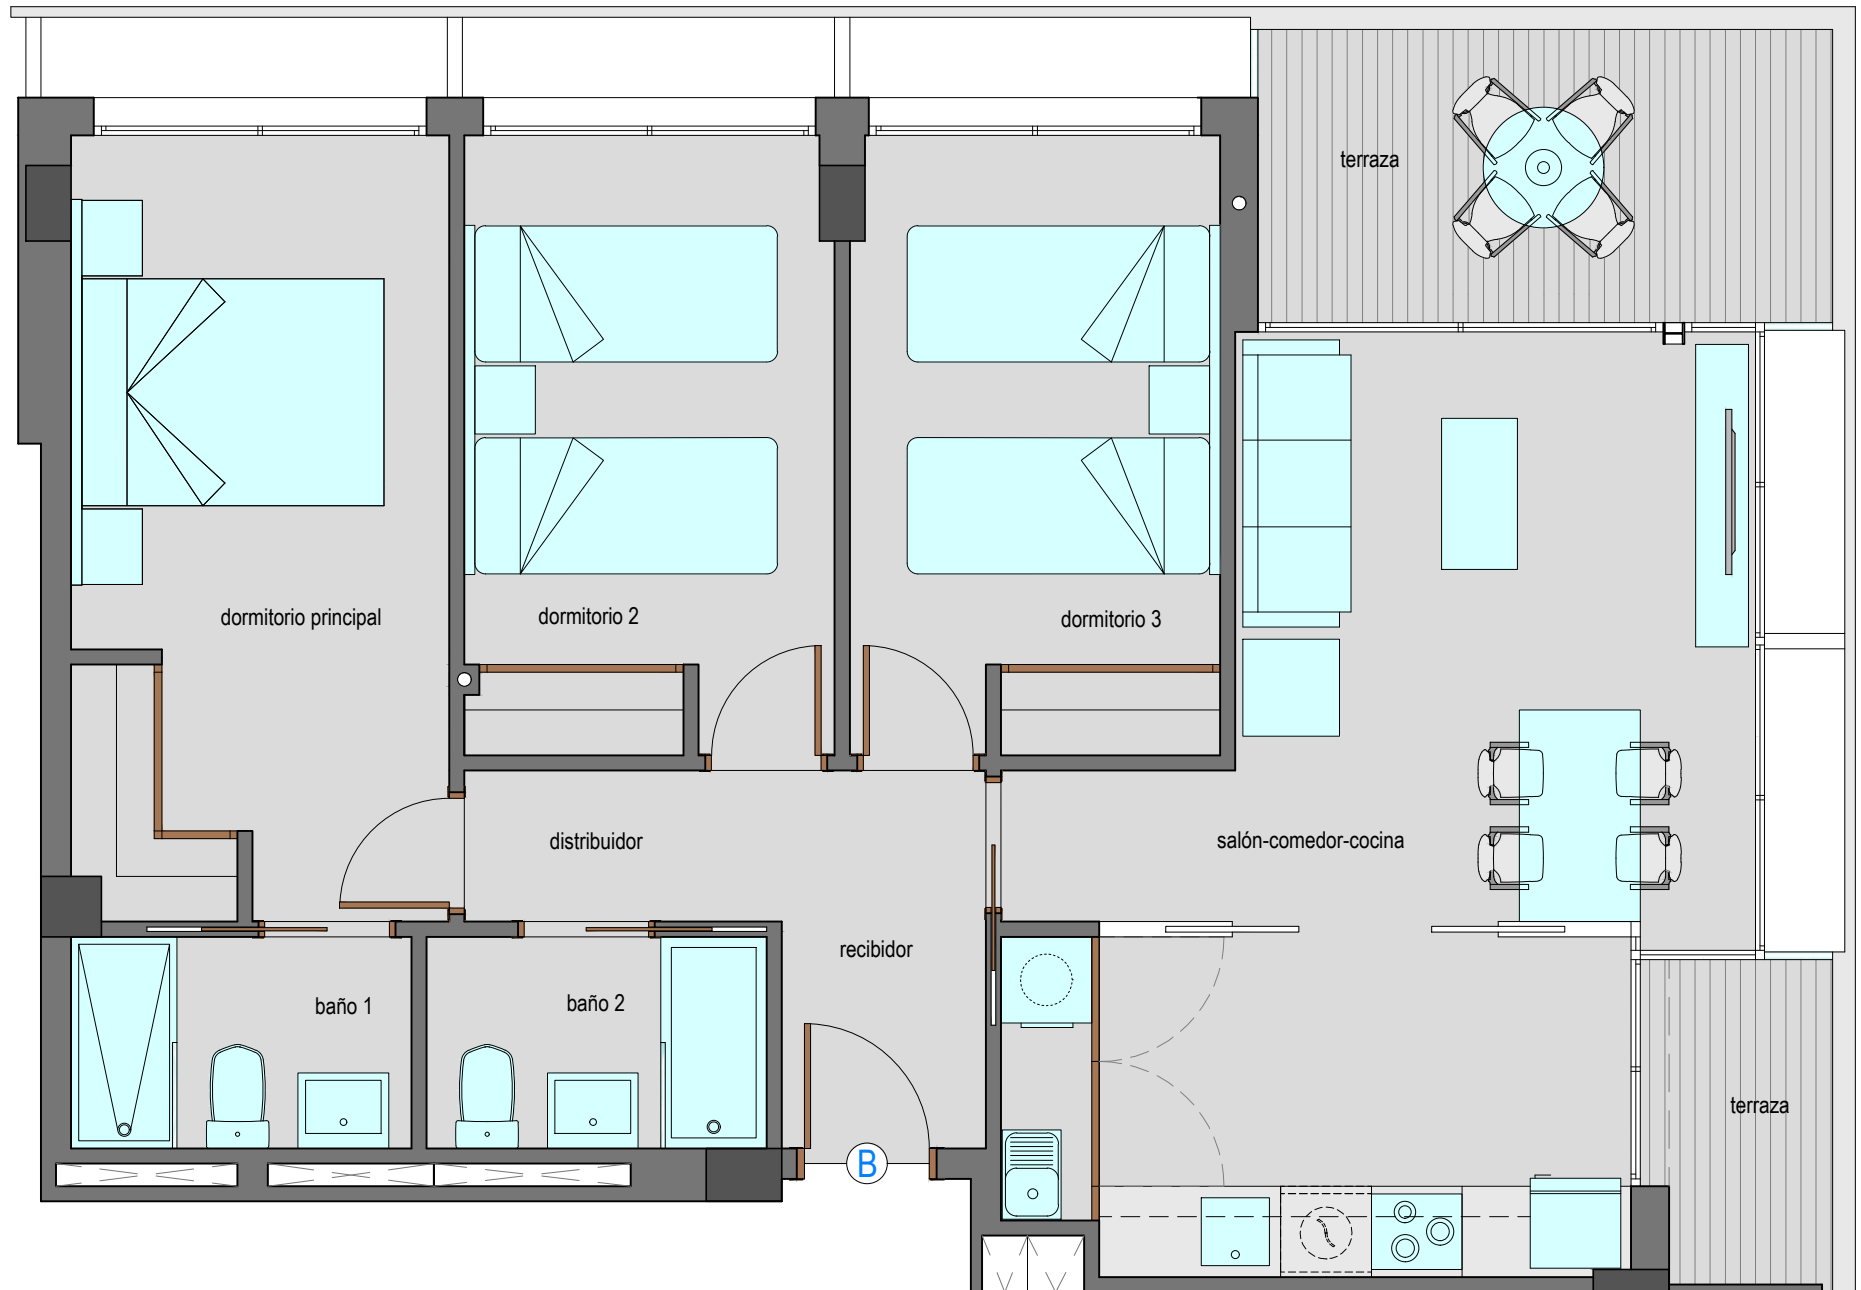 terraza
dormitorio principal
dormitorio 2
dormitorio 3
distribuidor
salón-comedor-cocina
recibidor
baño 1
baño 2
terraza
B